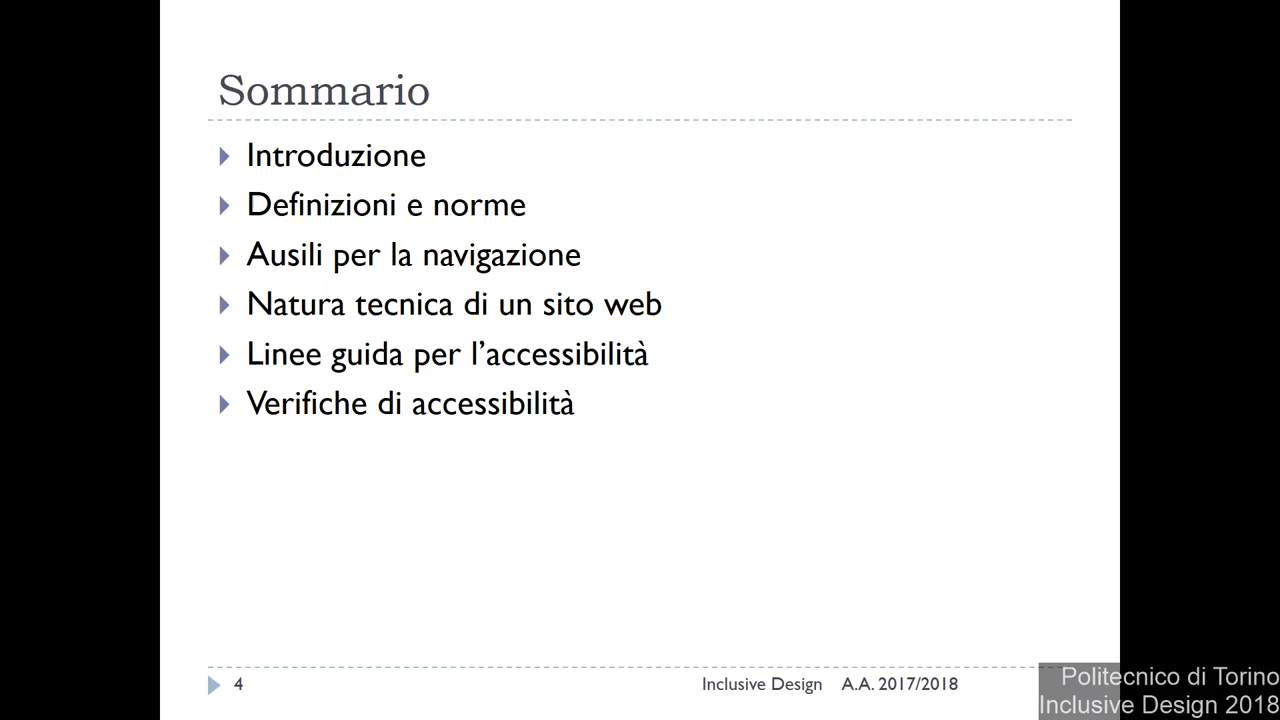 Sommario
Introduzione
Definizioni e norme
Ausili per la navigazione
Natura tecnica di un sito web
Linee guida per l’accessibilità
Verifiche di accessibilità
4
Inclusive Design A.A. 2017/2018
Politecnico di Torino
Inclusive Design 2018